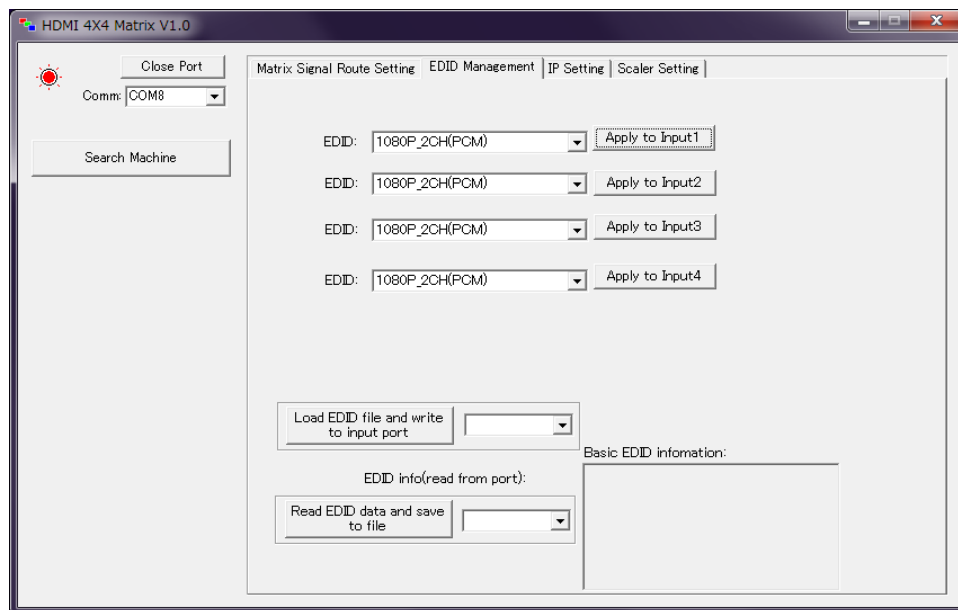 HDMI 4X4 Matrix V1.0
Close Port
Comm: COM8
Search Machine
Matrix Signal Route Setting EDID Management IP Setting Scaler Setting
EDID: 1080P_2CH(PCM) Apply to Input1
EDID: 1080P_2CH(PCM) Apply to Input2
EDID: 1080P_2CH(PCM) Apply to Input3
EDID: 1080P_2CH(PCM) Apply to Input4
Load EDID file and write
to input port
Basic EDID infomation:
EDID info(read from port):
Read EDID data and save
to file